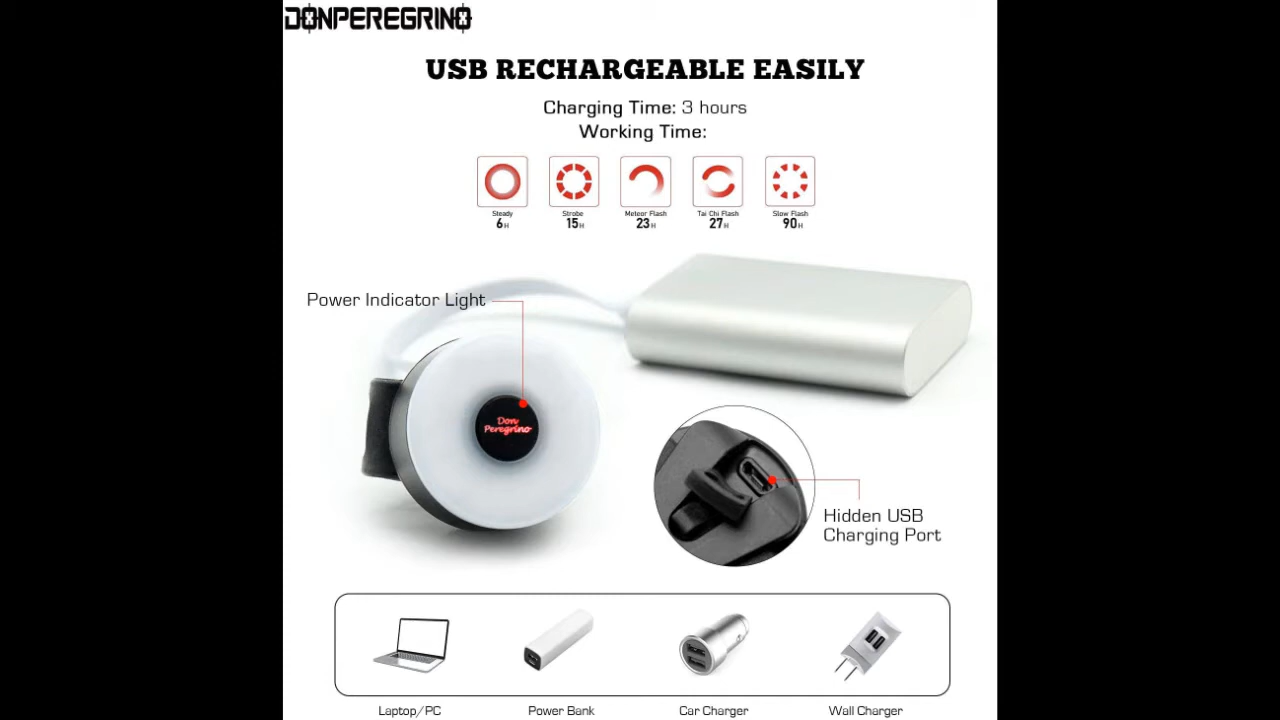 DONPEREGRINO
USB RECHARGEABLE EASILY
Charging Time: 3 hours
Working Time:
Steady
6H
Strobe
15H
Meteor Flash
23H
Tai Chi Flash
27H
Slow Flash
90H
Power Indicator Light
Don
Peregrino
Hidden USB
Charging Port
Laptop/PC
Power Bank
Car Charger
Wall Charger